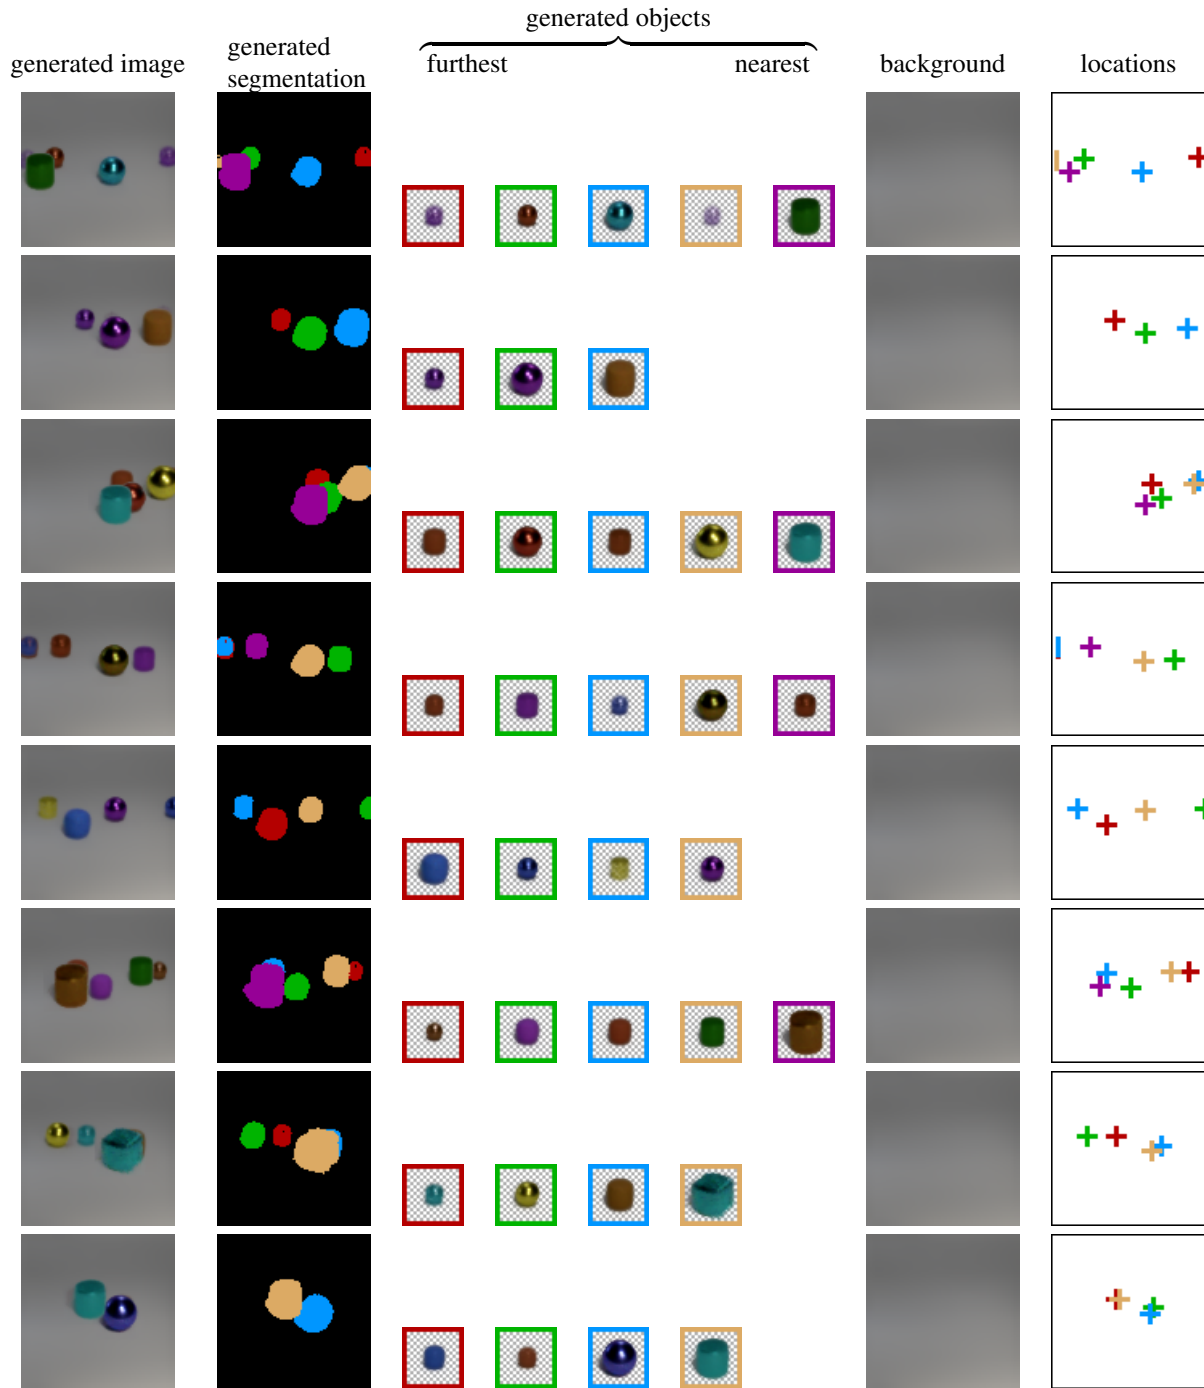 generated objects
generated image
generated
segmentation
furthest
nearest
background
locations